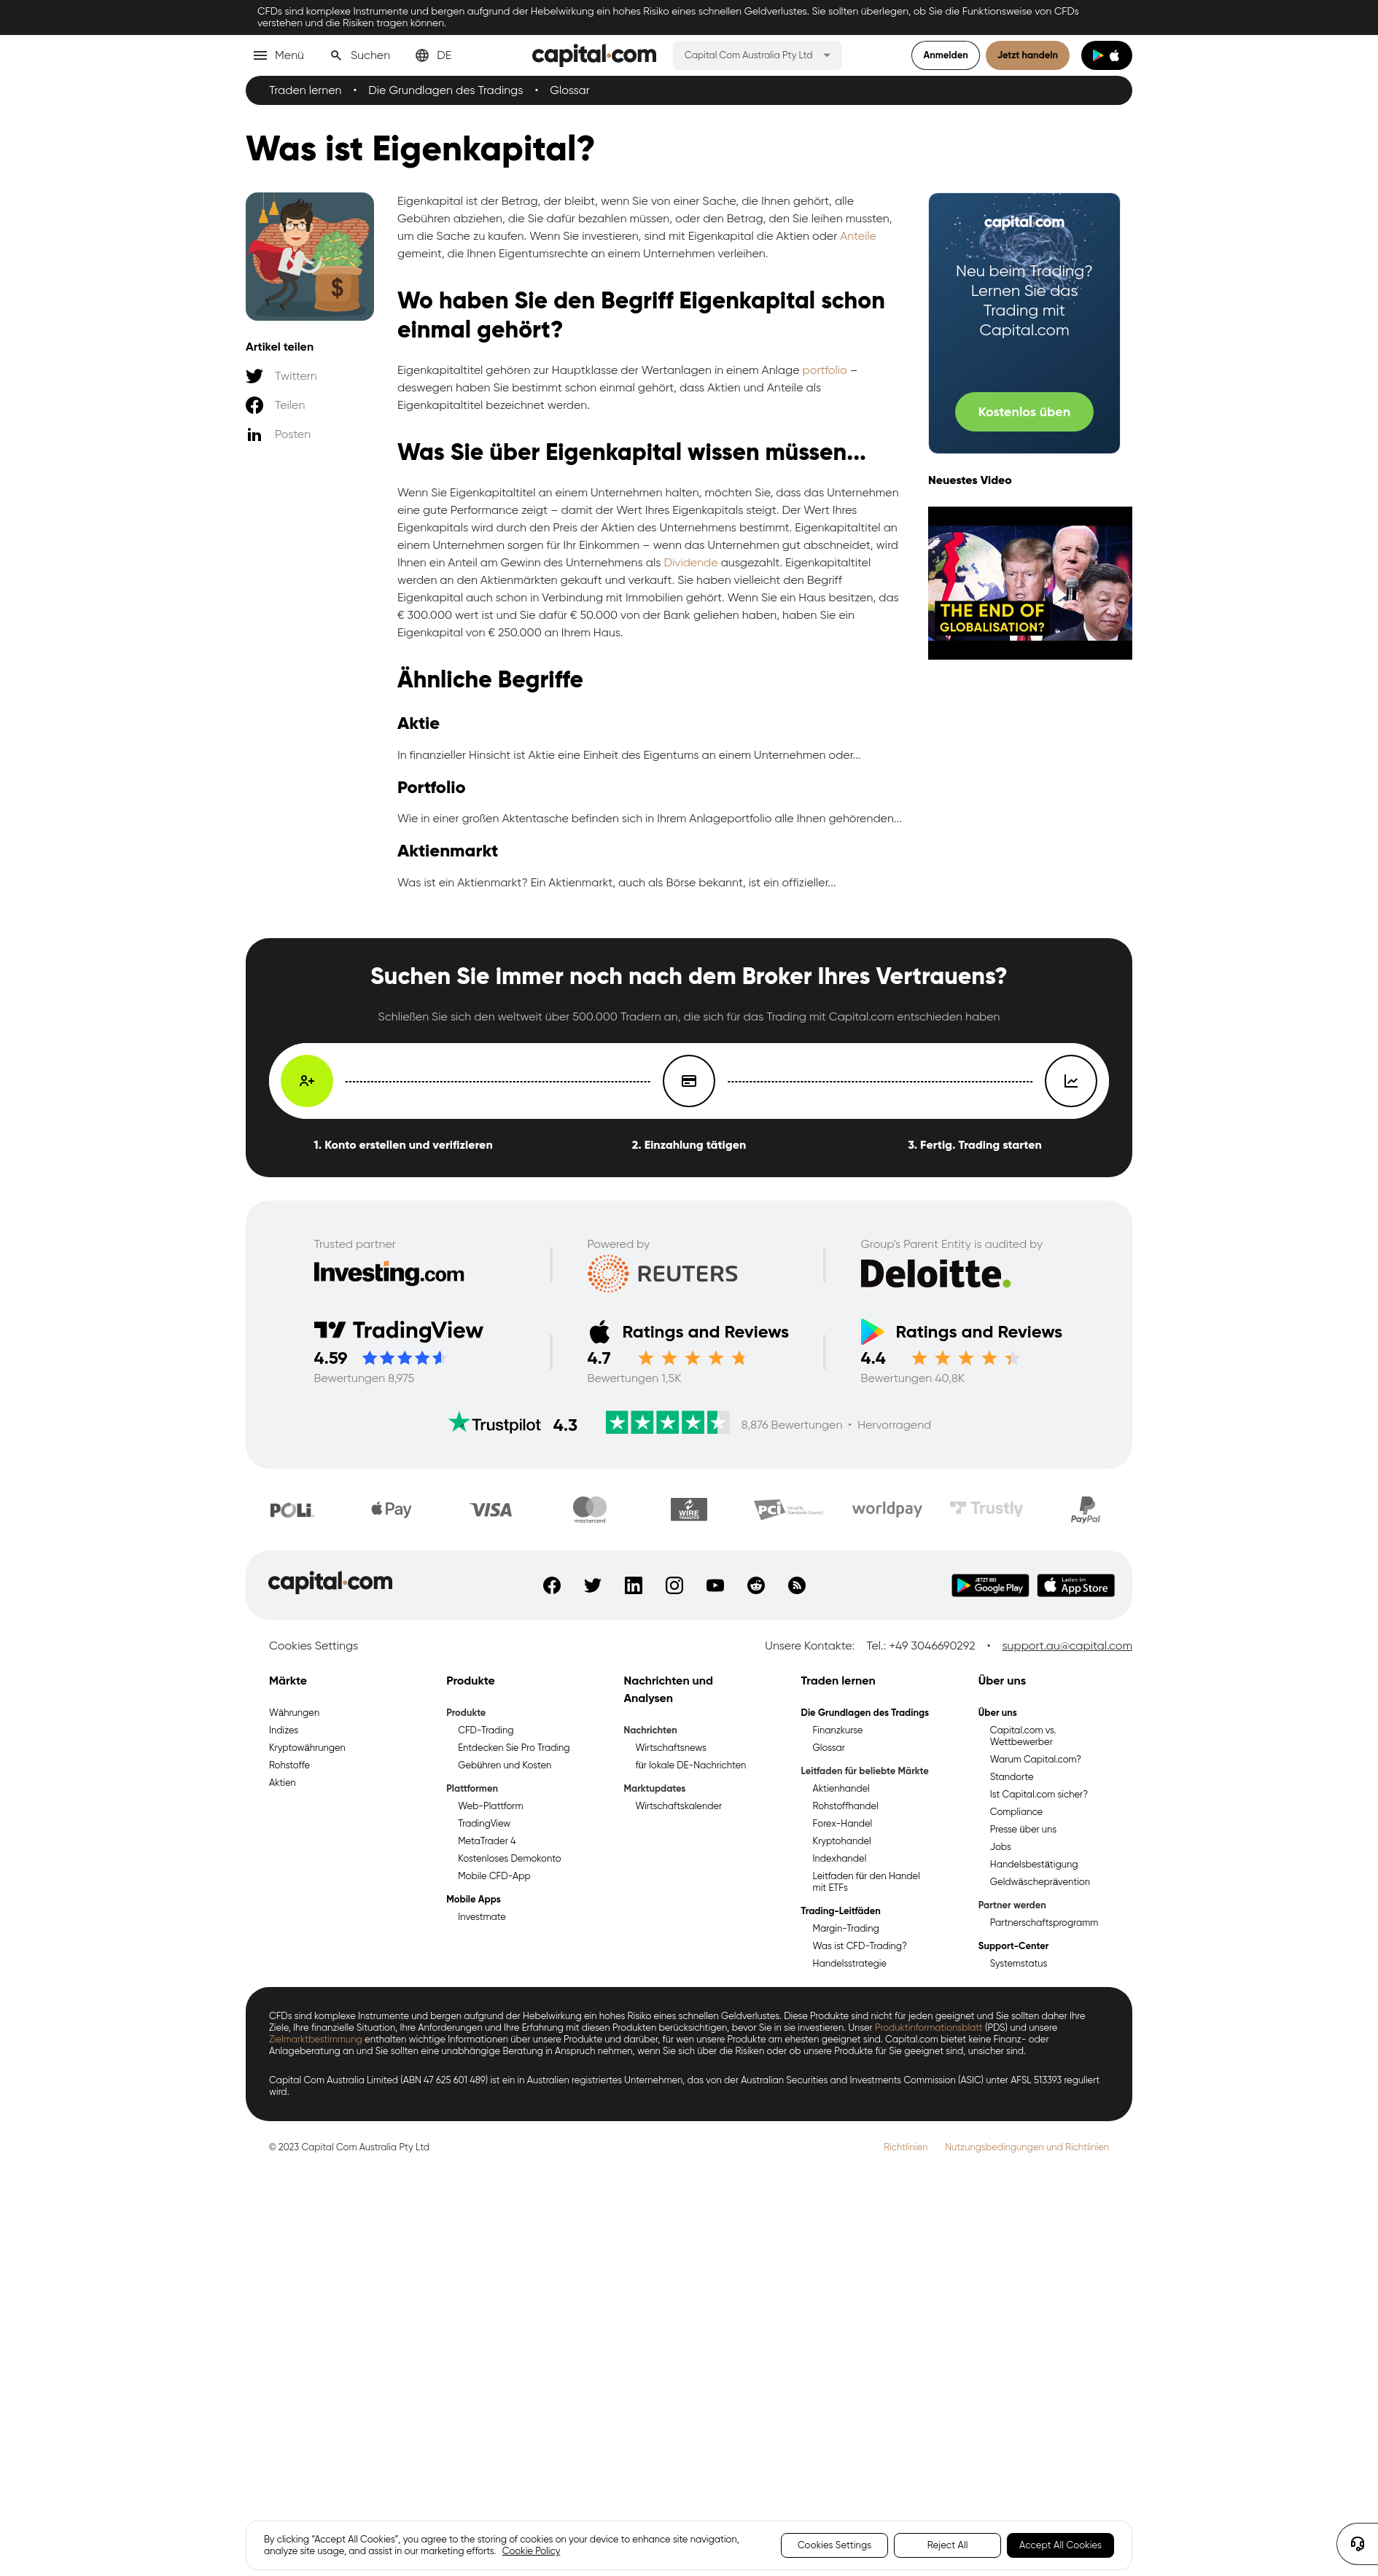 CFDs sind komplexe Instrumente und bergen aufgrund der Hebelwirkung ein hohes Risiko eines schnellen Geldverlustes. Sie sollten überlegen, ob Sie die Funktionsweise von CFDs
verstehen und die Risiken tragen können.
Menü Suchen DE capital.com Capital Com Australia Pty Ltd Anmelden Jetzt handeln
Traden lernen • Die Grundlagen des Tradings • Glossar
Was ist Eigenkapital?
Artikel teilen
Twittern
Teilen
Posten
Eigenkapital ist der Betrag, der bleibt, wenn Sie von einer Sache, die Ihnen gehört, alle
Gebühren abziehen, die Sie dafür bezahlen müssen, oder den Betrag, den Sie leihen mussten,
um die Sache zu kaufen. Wenn Sie investieren, sind mit Eigenkapital die Aktien oder Anteile
gemeint, die Ihnen Eigentumsrechte an einem Unternehmen verleihen.
Wo haben Sie den Begriff Eigenkapital schon
einmal gehört?
Eigenkapitaltitel gehören zur Hauptklasse der Wertanlagen in einem Anlage portfolio –
deswegen haben Sie bestimmt schon einmal gehört, dass Aktien und Anteile als
Eigenkapitaltitel bezeichnet werden.
Was Sie über Eigenkapital wissen müssen...
Wenn Sie Eigenkapitaltitel an einem Unternehmen halten, möchten Sie, dass das Unternehmen
eine gute Performance zeigt – damit der Wert Ihres Eigenkapitals steigt. Der Wert Ihres
Eigenkapitals wird durch den Preis der Aktien des Unternehmens bestimmt. Eigenkapitaltitel an
einem Unternehmen sorgen für Ihr Einkommen – wenn das Unternehmen gut abschneidet, wird
Ihnen ein Anteil am Gewinn des Unternehmens als Dividende ausgezahlt. Eigenkapitaltitel
werden an den Aktienmärkten gekauft und verkauft. Sie haben vielleicht den Begriff
Eigenkapital auch schon in Verbindung mit Immobilien gehört. Wenn Sie ein Haus besitzen, das
€ 300.000 wert ist und Sie dafür € 50.000 von der Bank geliehen haben, haben Sie ein
Eigenkapital von € 250.000 an Ihrem Haus.
Ähnliche Begriffe
Aktie
In finanzieller Hinsicht ist Aktie eine Einheit des Eigentums an einem Unternehmen oder...
Portfolio
Wie in einer großen Aktentasche befinden sich in Ihrem Anlageportfolio alle Ihnen gehörenden...
Aktienmarkt
Was ist ein Aktienmarkt? Ein Aktienmarkt, auch als Börse bekannt, ist ein offizieller...
capital.com
Neu beim Trading?
Lernen Sie das
Trading mit
Capital.com
Kostenlos üben
Neuestes Video
THE END OF
GLOBALISATION?
Suchen Sie immer noch nach dem Broker Ihres Vertrauens?
Schließen Sie sich den weltweit über 500.000 Tradern an, die sich für das Trading mit Capital.com entschieden haben
1. Konto erstellen und verifizieren 2. Einzahlung tätigen 3. Fertig. Trading starten
Trusted partner Powered by Group's Parent Entity is audited by
Investing.com REUTERS Deloitte.
TradingView Ratings and Reviews Ratings and Reviews
4.59 4.7 4.4
Bewertungen 8,975 Bewertungen 1,5K Bewertungen 40,8K
Trustpilot 4.3 8,876 Bewertungen • Hervorragend
POLi Pay VISA mastercard WIRE TRANSFER PCI Security Standards Council worldpay Trustly PayPal
capital.com JETZT BEI Google Play Laden im App Store
Cookies Settings Unsere Kontakte: Tel.: +49 3046690292 • support.au@capital.com
Märkte
Währungen
Indizes
Kryptowährungen
Rohstoffe
Aktien
Produkte
Produkte
CFD-Trading
Entdecken Sie Pro Trading
Gebühren und Kosten
Plattformen
Web-Plattform
TradingView
MetaTrader 4
Kostenloses Demokonto
Mobile CFD-App
Mobile Apps
Investmate
Nachrichten und
Analysen
Nachrichten
Wirtschaftsnews
für lokale DE-Nachrichten
Marktupdates
Wirtschaftskalender
Traden lernen
Die Grundlagen des Tradings
Finanzkurse
Glossar
Leitfaden für beliebte Märkte
Aktienhandel
Rohstoffhandel
Forex-Handel
Kryptohandel
Indexhandel
Leitfaden für den Handel
mit ETFs
Trading-Leitfäden
Margin-Trading
Was ist CFD-Trading?
Handelsstrategie
Über uns
Über uns
Capital.com vs.
Wettbewerber
Warum Capital.com?
Standorte
Ist Capital.com sicher?
Compliance
Presse über uns
Jobs
Handelsbestätigung
Geldwäscheprävention
Partner werden
Partnerschaftsprogramm
Support-Center
Systemstatus
CFDs sind komplexe Instrumente und bergen aufgrund der Hebelwirkung ein hohes Risiko eines schnellen Geldverlustes. Diese Produkte sind nicht für jeden geeignet und Sie sollten daher Ihre
Ziele, Ihre finanzielle Situation, Ihre Anforderungen und Ihre Erfahrung mit diesen Produkten berücksichtigen, bevor Sie in sie investieren. Unser Produktinformationsblatt (PDS) und unsere
Zielmarktbestimmung enthalten wichtige Informationen über unsere Produkte und darüber, für wen unsere Produkte am ehesten geeignet sind. Capital.com bietet keine Finanz- oder
Anlageberatung an und Sie sollten eine unabhängige Beratung in Anspruch nehmen, wenn Sie sich über die Risiken oder ob unsere Produkte für Sie geeignet sind, unsicher sind.
Capital Com Australia Limited (ABN 47 625 601 489) ist ein in Australien registriertes Unternehmen, das von der Australian Securities and Investments Commission (ASIC) unter AFSL 513393 reguliert
wird.
© 2023 Capital Com Australia Pty Ltd Richtlinien Nutzungsbedingungen und Richtlinien
By clicking "Accept All Cookies", you agree to the storing of cookies on your device to enhance site navigation,
analyze site usage, and assist in our marketing efforts. Cookie Policy
Cookies Settings Reject All Accept All Cookies